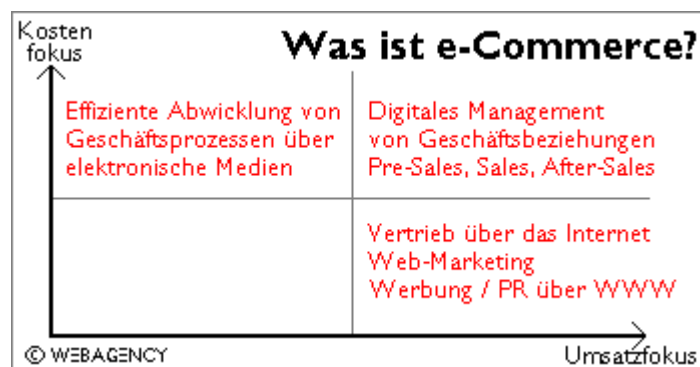 Kosten
fokus
Was ist e-Commerce?
Effiziente Abwicklung von
Geschäftsprozessen über
elektronische Medien
Digitales Management
von Geschäftsbeziehungen
Pre-Sales, Sales, After-Sales
Vertrieb über das Internet
Web-Marketing
Werbung / PR über WWW
© WEBAGENCY
Umsatzfokus